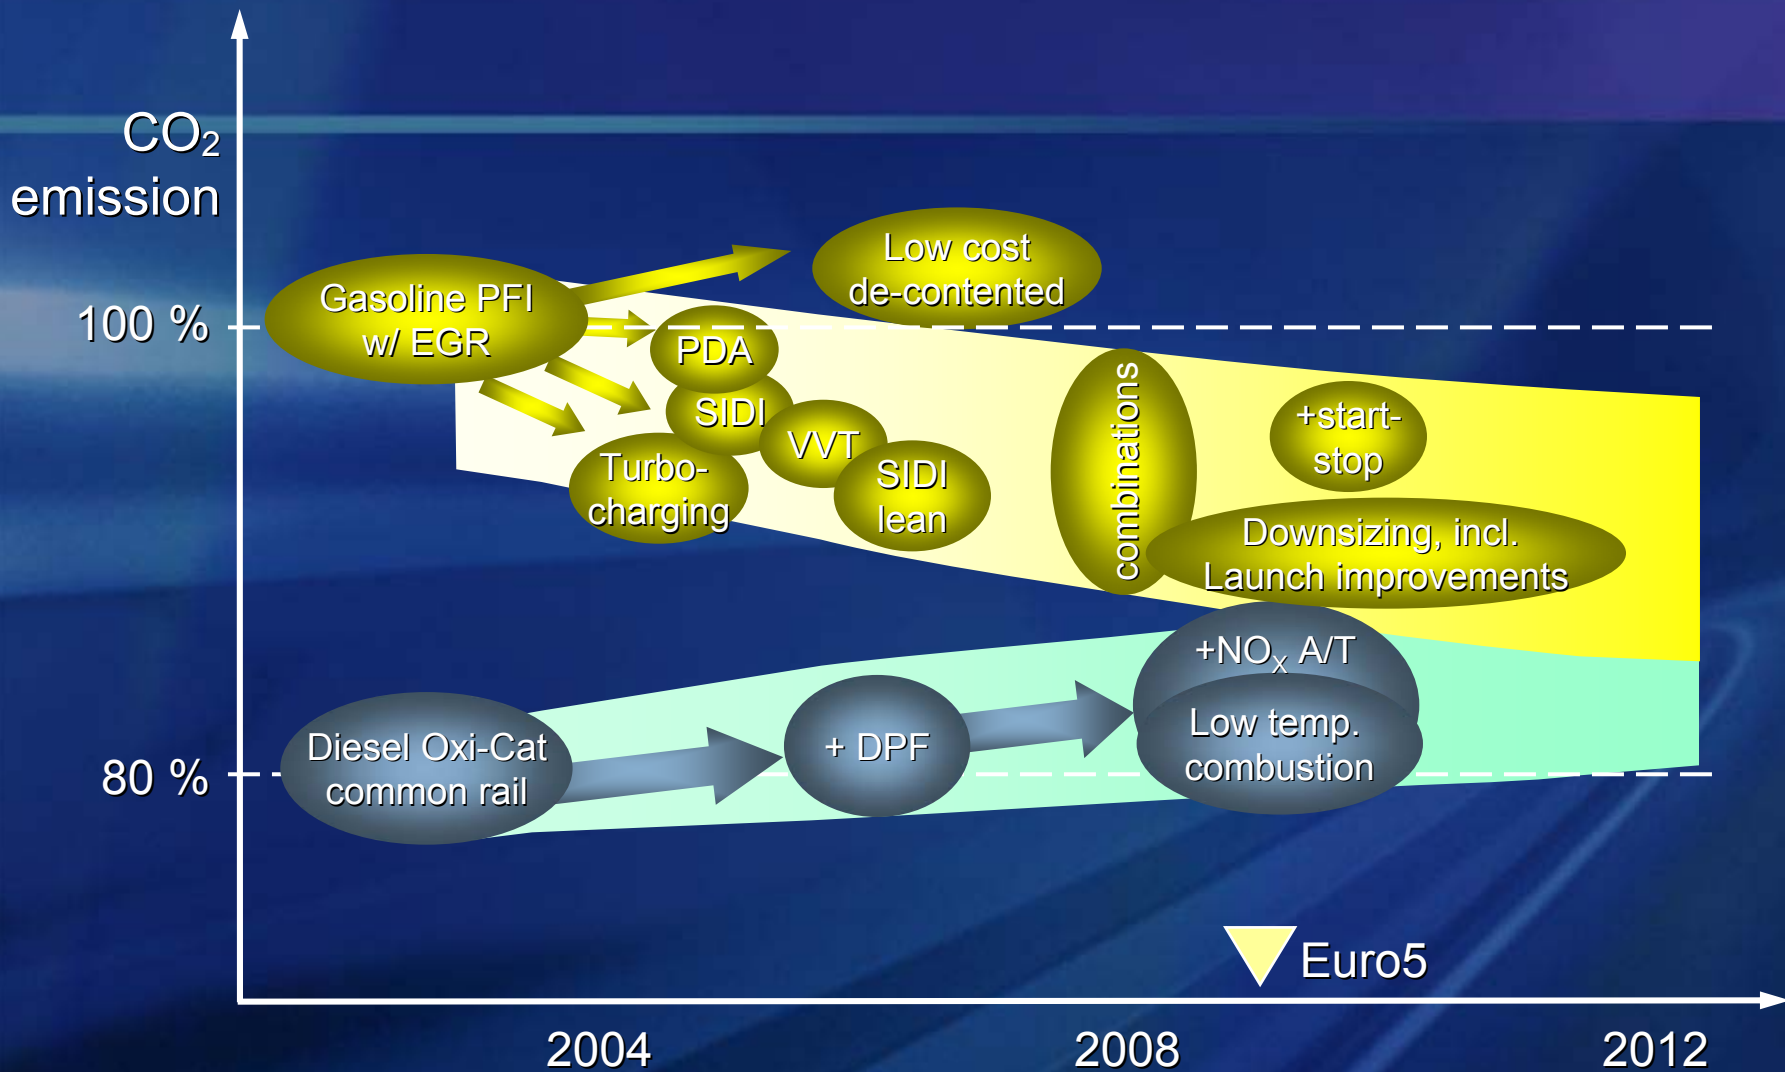 CO₂
emission
100 %
80 %
Gasoline PFI
w/ EGR
Low cost
de-contented
PDA
SIDI
VVT
Turbo-
charging
SIDI
lean
combinations
+start-
stop
Downsizing, incl.
Launch improvements
+NOₓ A/T
Low temp.
combustion
Diesel Oxi-Cat
common rail
+ DPF
Euro5
2004
2008
2012